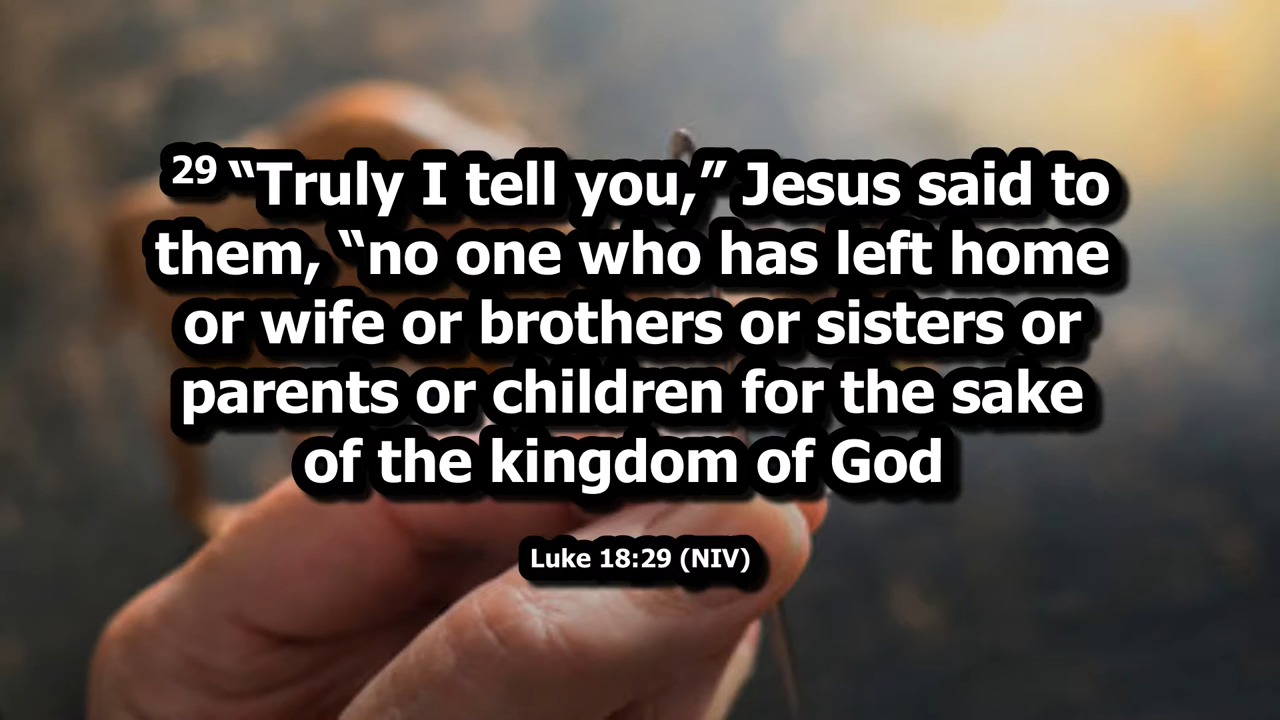 29 “Truly I tell you,” Jesus said to
them, “no one who has left home
or wife or brothers or sisters or
parents or children for the sake
of the kingdom of God
Luke 18:29 (NIV)